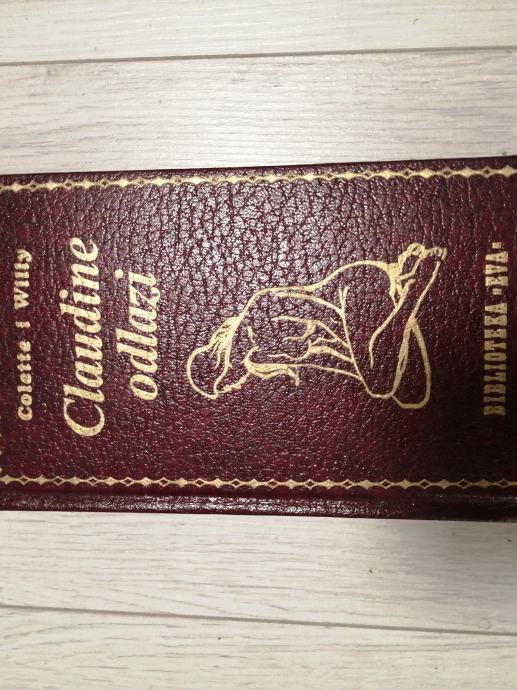 Colette i Willy
Claudine
odlazi
BIBLIOTEKA »EVA«